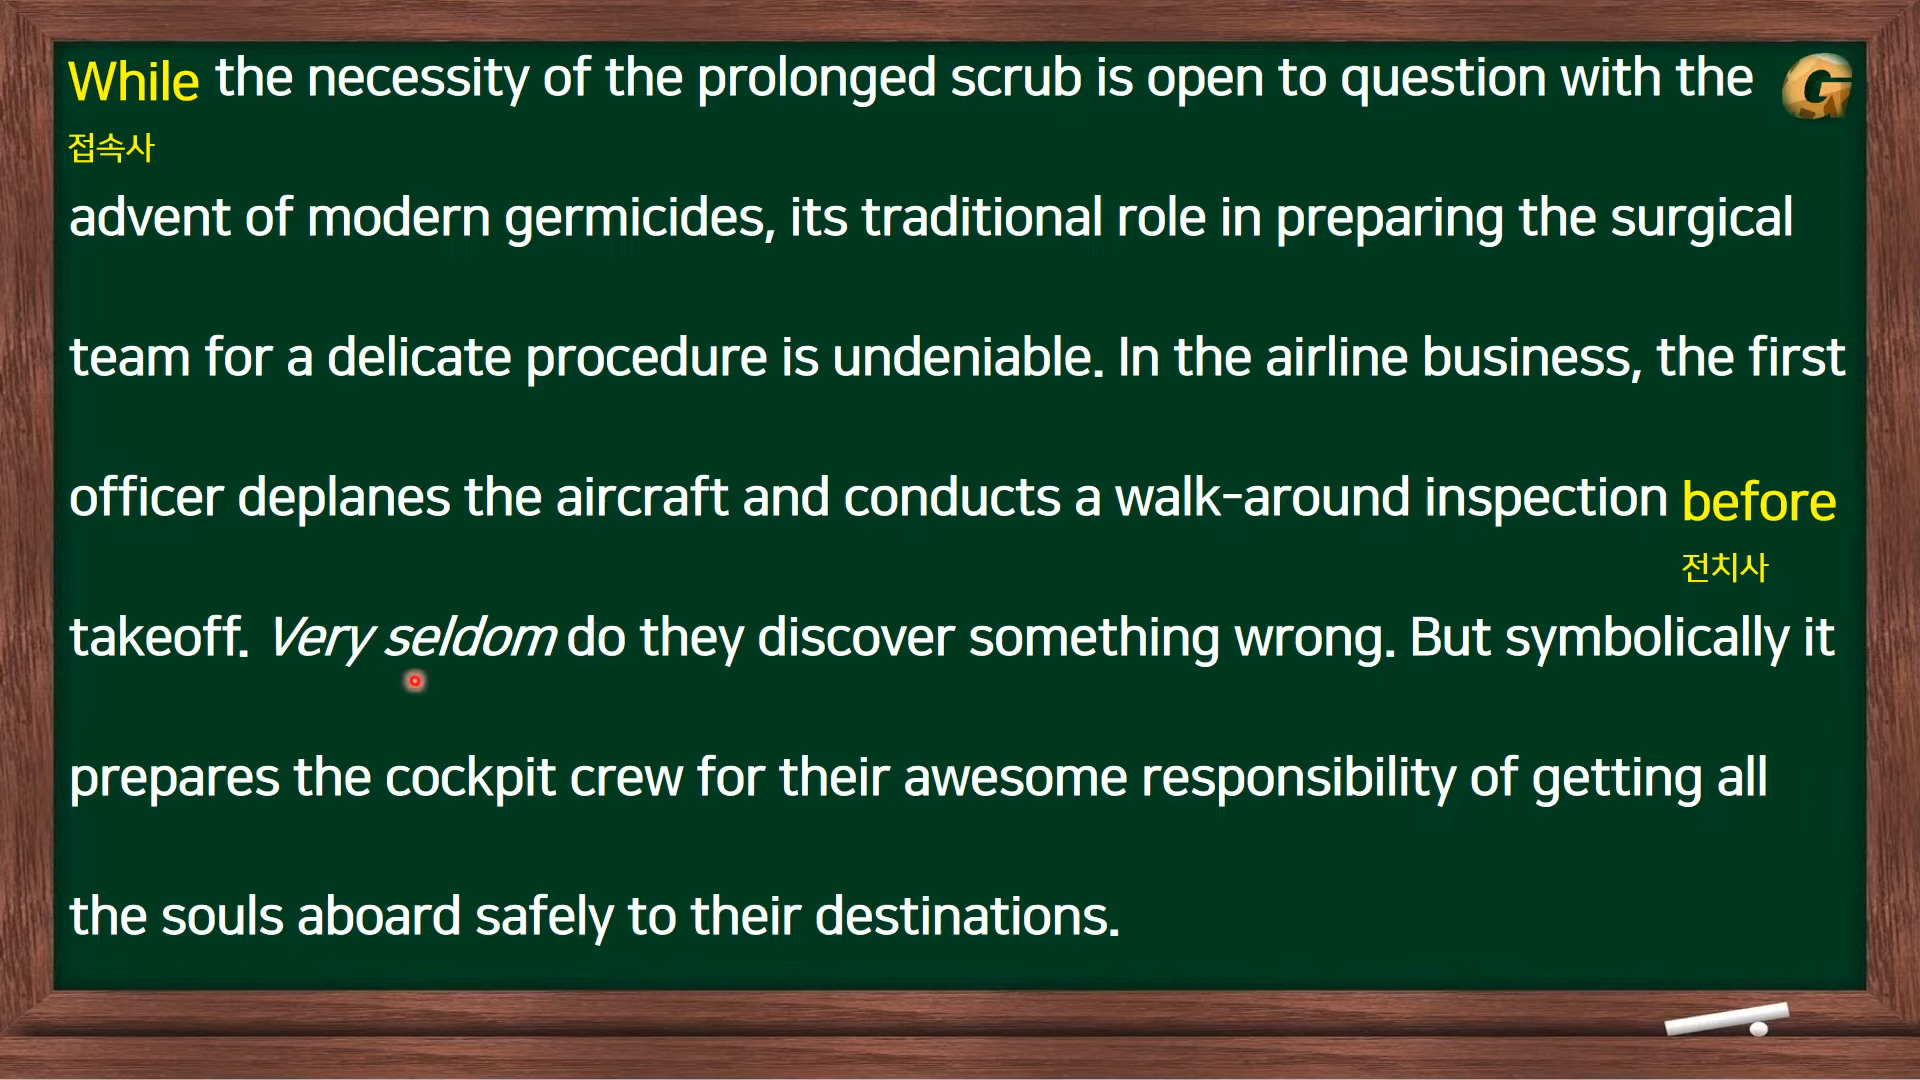 While the necessity of the prolonged scrub is open to question with the
접속사
advent of modern germicides, its traditional role in preparing the surgical
team for a delicate procedure is undeniable. In the airline business, the first
officer deplanes the aircraft and conducts a walk-around inspection before
전치사
takeoff. Very seldom do they discover something wrong. But symbolically it
prepares the cockpit crew for their awesome responsibility of getting all
the souls aboard safely to their destinations.
G